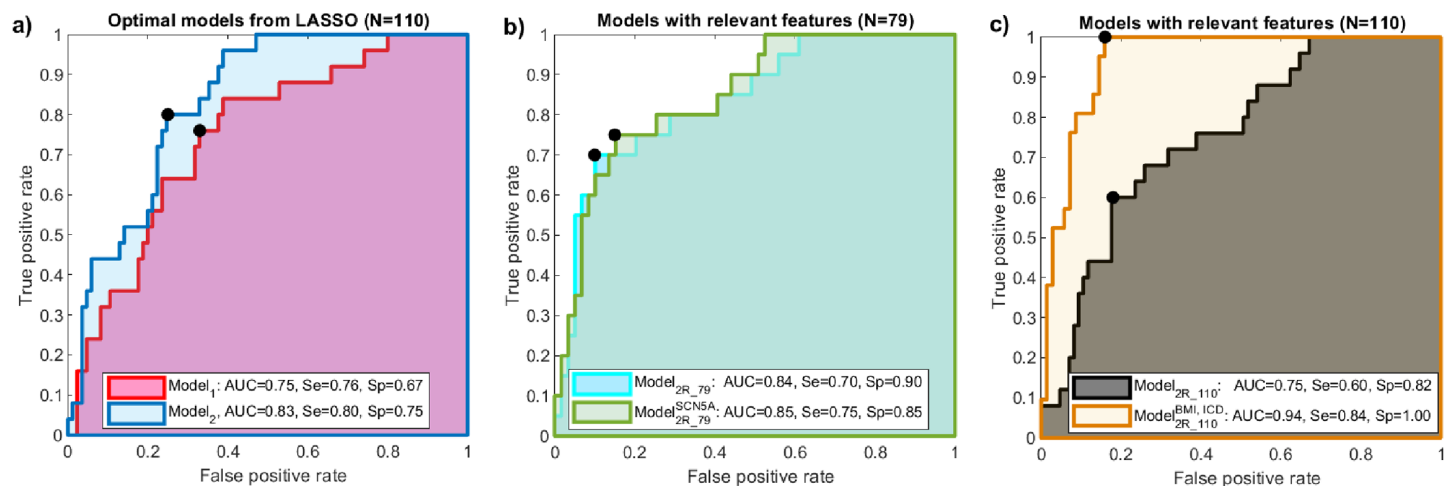 a)
Optimal models from LASSO (N=110)
1
0.9
0.8
0.7
0.6
0.5
0.4
0.3
0.2
0.1
0
True positive rate
Model1: AUC=0.75, Se=0.76, Sp=0.67
Model2: AUC=0.83, Se=0.80, Sp=0.75
0 0.2 0.4 0.6 0.8 1
False positive rate
b)
Models with relevant features (N=79)
1
0.9
0.8
0.7
0.6
0.5
0.4
0.3
0.2
0.1
0
True positive rate
Model2R_79: AUC=0.84, Se=0.70, Sp=0.90
Model2R_79SCN5A: AUC=0.85, Se=0.75, Sp=0.85
0 0.2 0.4 0.6 0.8 1
False positive rate
c)
Models with relevant features (N=110)
1
0.9
0.8
0.7
0.6
0.5
0.4
0.3
0.2
0.1
0
True positive rate
Model2R_110: AUC=0.75, Se=0.60, Sp=0.82
Model2R_110BMI, ICD: AUC=0.94, Se=0.84, Sp=1.00
0 0.2 0.4 0.6 0.8 1
False positive rate